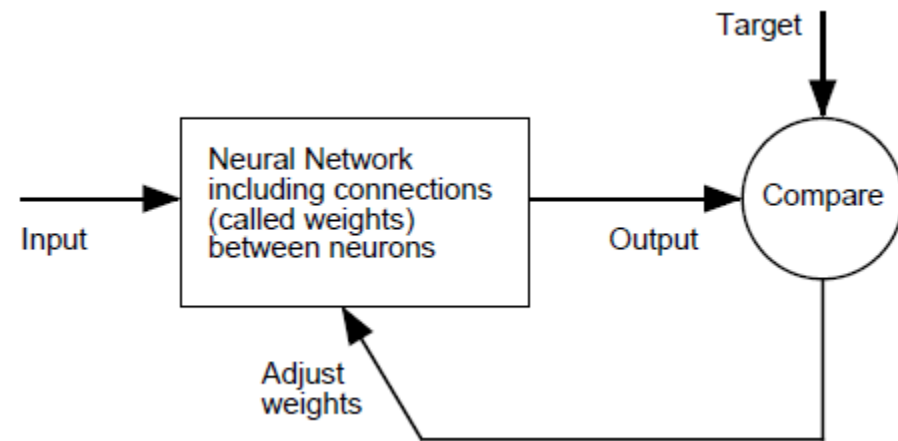 Target
Neural Network
including connections
(called weights)
between neurons
Compare
Input
Output
Adjust
weights